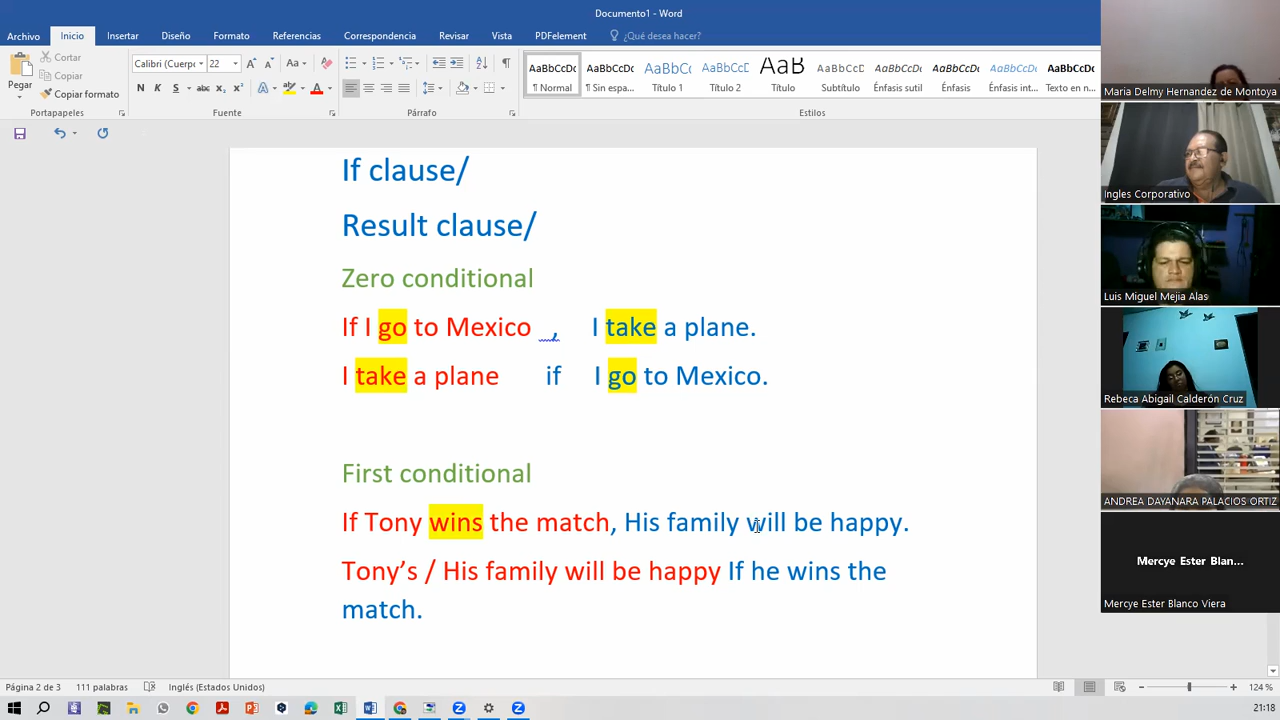 Documento1 - Word
Archivo Inicio Insertar Diseño Formato Referencias Correspondencia Revisar Vista PDFelement ¿Qué desea hacer?
Pegar
Cortar
Copiar
Copiar formato
Calibri (Cuerpo 22
N K S abc
Portapapeles Fuente Párrafo Estilos
AaBbCcDc AaBbCcDc AaBbCc AaBbCcD AaB AaBbCcD AaBbCcDc AaBbCcDc AaBbCcDc AaBbCcDc
¶ Normal ¶ Sin espa... Título 1 Título 2 Título Subtítulo Énfasis sutil Énfasis Énfasis int... Texto en n...
If clause/
Result clause/
Zero conditional
If I go to Mexico , I take a plane.
I take a plane if I go to Mexico.
First conditional
If Tony wins the match, His family will be happy.
Tony’s / His family will be happy If he wins the
match.
Maria Delmy Hernandez de Montoya
Ingles Corporativo
Luis Miguel Mejia Alas
Rebeca Abigail Calderón Cruz
ANDREA DAYANARA PALACIOS ORTIZ
Mercye Ester Blan...
Mercye Ester Blanco Viera
Página 2 de 3 111 palabras Inglés (Estados Unidos) 124 %
21:18